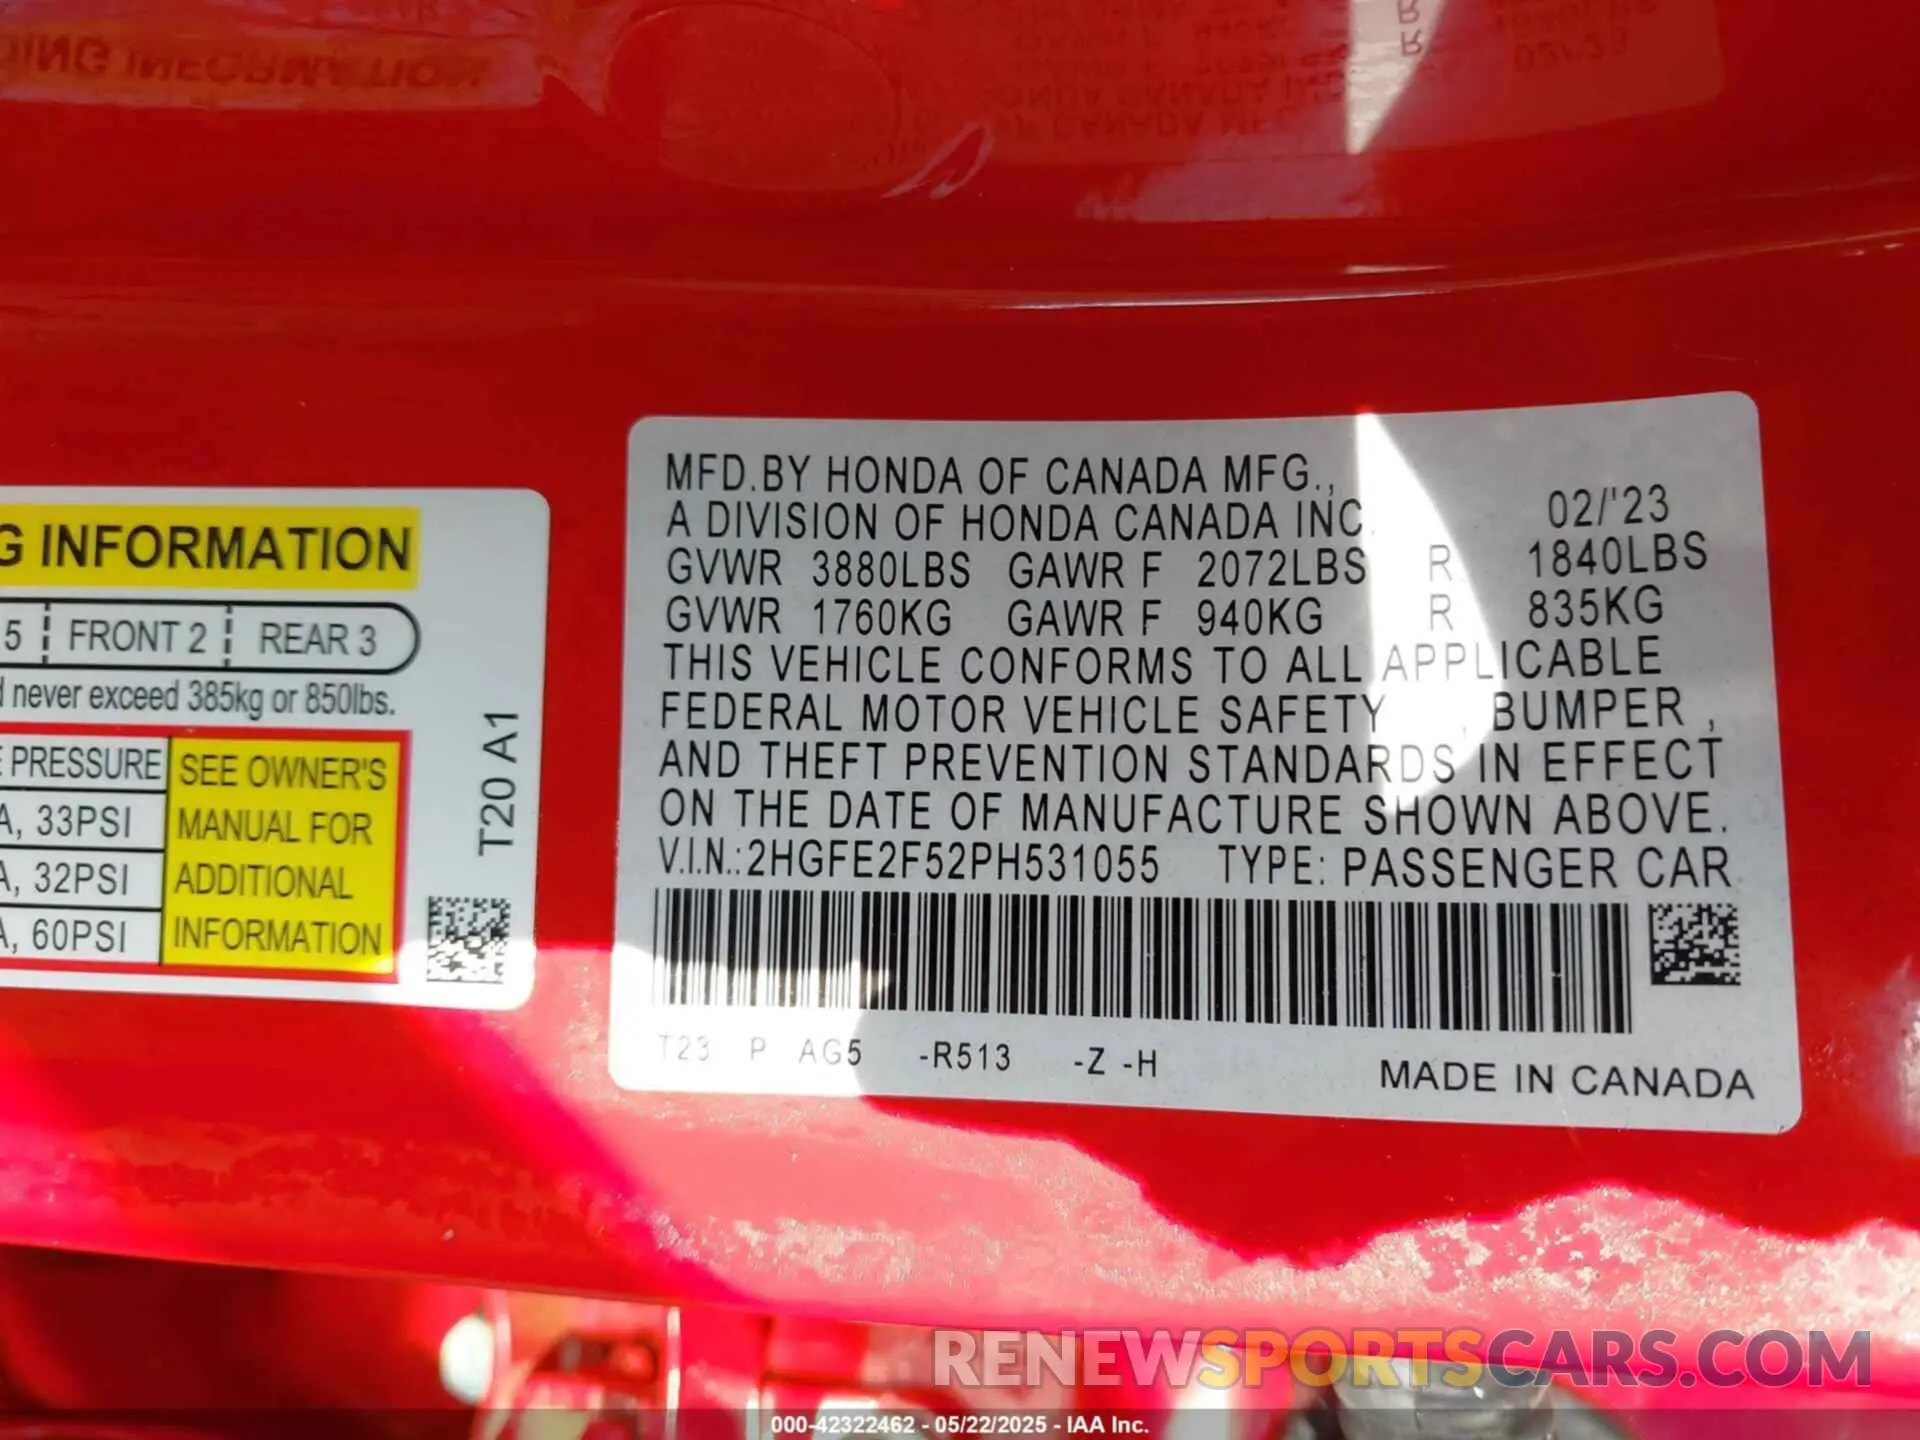 G INFORMATION
5 FRONT 2 REAR 3
never exceed 385kg or 850lbs.
PRESSURE
33PSI
32PSI
60PSI
SEE OWNER'S
MANUAL FOR
ADDITIONAL
INFORMATION
T20 A1
MFD.BY HONDA OF CANADA MFG.,
A DIVISION OF HONDA CANADA INC. 02/'23
GVWR 3880LBS GAWR F 2072LBS R 1840LBS
GVWR 1760KG GAWR F 940KG R 835KG
THIS VEHICLE CONFORMS TO ALL APPLICABLE
FEDERAL MOTOR VEHICLE SAFETY , BUMPER ,
AND THEFT PREVENTION STANDARDS IN EFFECT
ON THE DATE OF MANUFACTURE SHOWN ABOVE.
V.I.N.:2HGFE2F52PH531055 TYPE: PASSENGER CAR
T23 P AG5 -R513 -Z -H
MADE IN CANADA
RENEWSPORTSCARS.COM
000-42322462 - 05/22/2025 - IAA Inc.